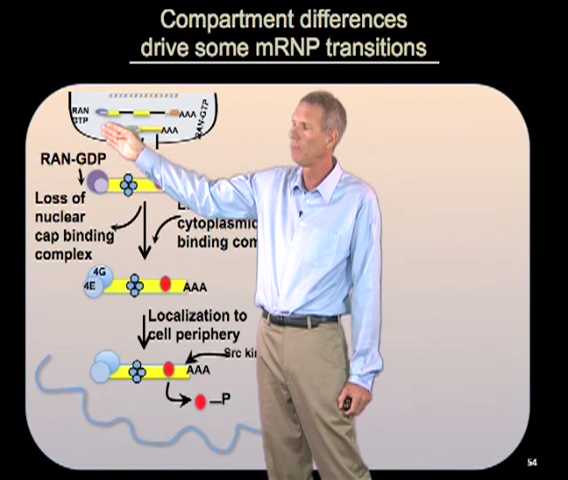 Compartment differences
drive some mRNP transitions
RAN
GTP
AAA
RAN-GTP
AAA
RAN-GDP
Loss of
nuclear
cap binding
complex
cytoplasmic
binding
4G
4E
AAA
Localization to
cell periphery
Src
AAA
P
54